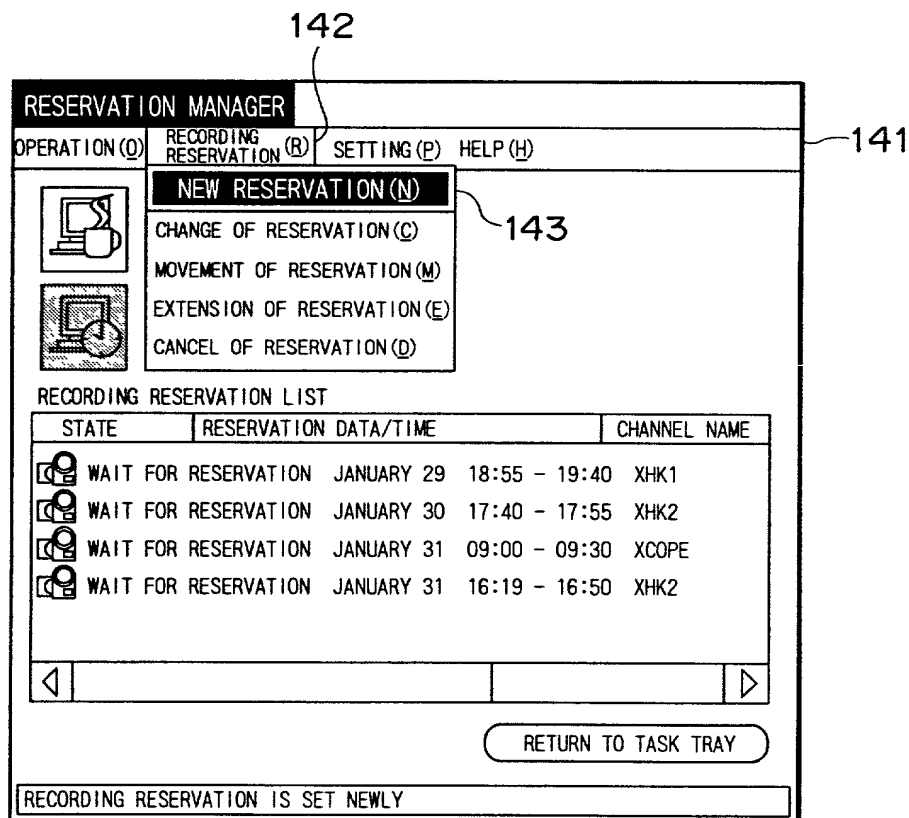 142
RESERVATION MANAGER
OPERATION(O) RECORDING RESERVATION (R) SETTING(P) HELP(H)
141
NEW RESERVATION(N)
143
CHANGE OF RESERVATION(C)
MOVEMENT OF RESERVATION(M)
EXTENSION OF RESERVATION(E)
CANCEL OF RESERVATION(D)
RECORDING RESERVATION LIST
STATE RESERVATION DATA/TIME CHANNEL NAME
WAIT FOR RESERVATION JANUARY 29 18:55 - 19:40 XHK1
WAIT FOR RESERVATION JANUARY 30 17:40 - 17:55 XHK2
WAIT FOR RESERVATION JANUARY 31 09:00 - 09:30 XCOPE
WAIT FOR RESERVATION JANUARY 31 16:19 - 16:50 XHK2
RETURN TO TASK TRAY
RECORDING RESERVATION IS SET NEWLY